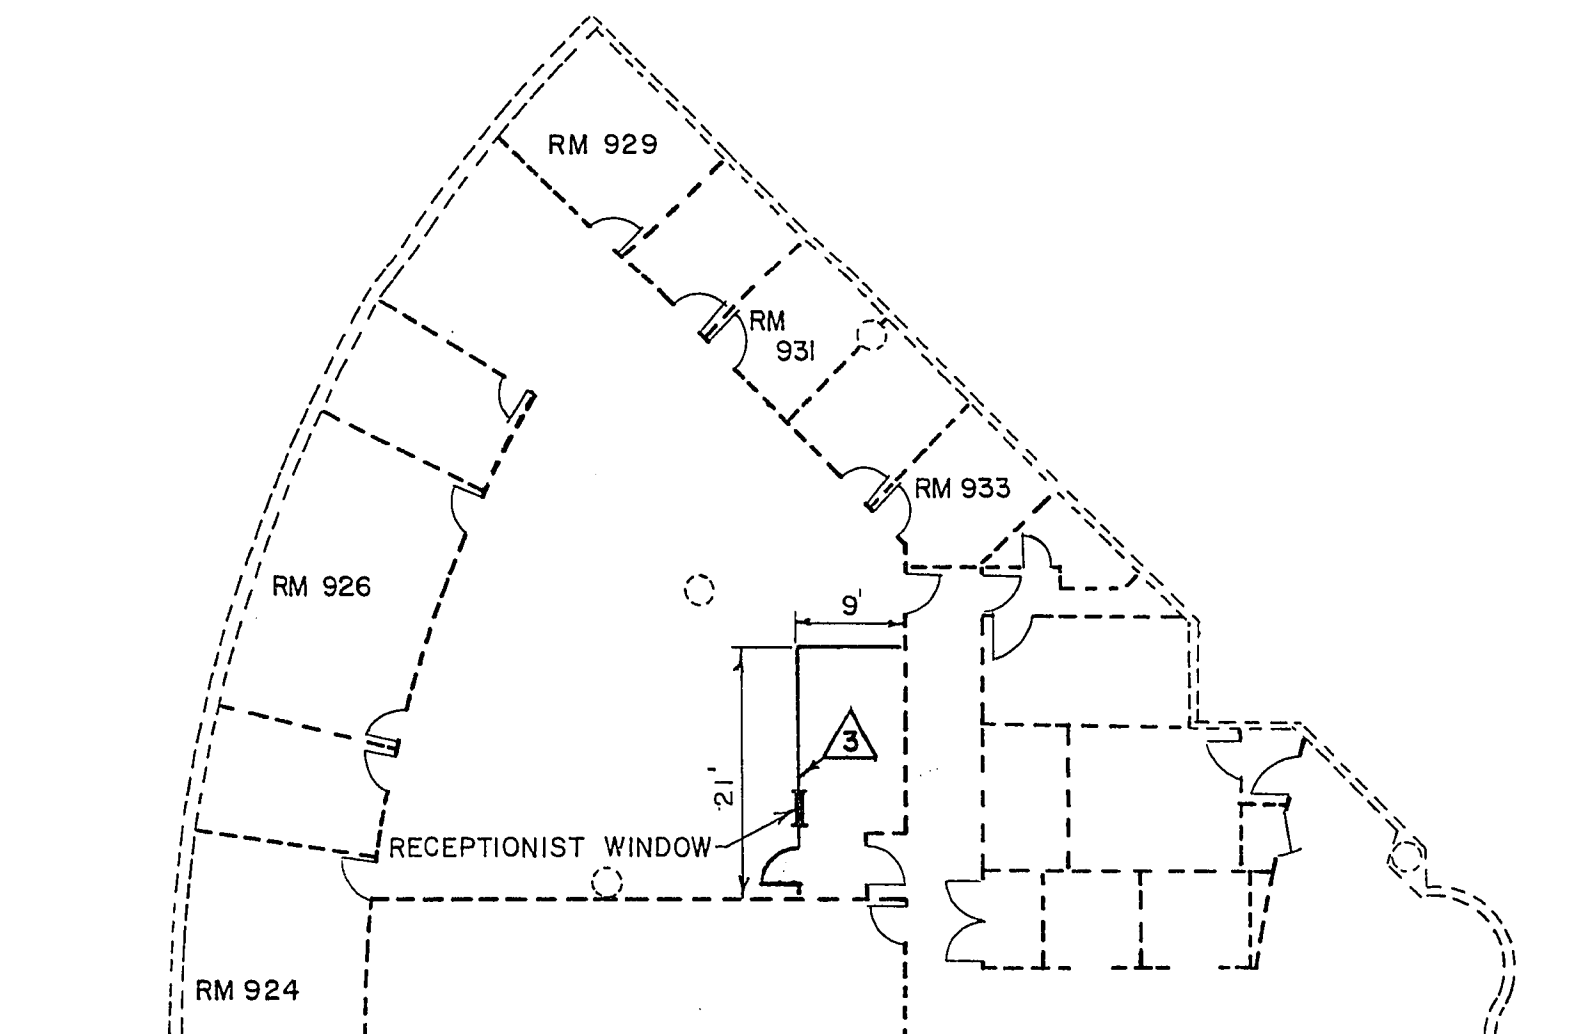 RM 929
RM
931
RM 933
RM 926
9'
3
21'
RECEPTIONIST WINDOW
RM 924